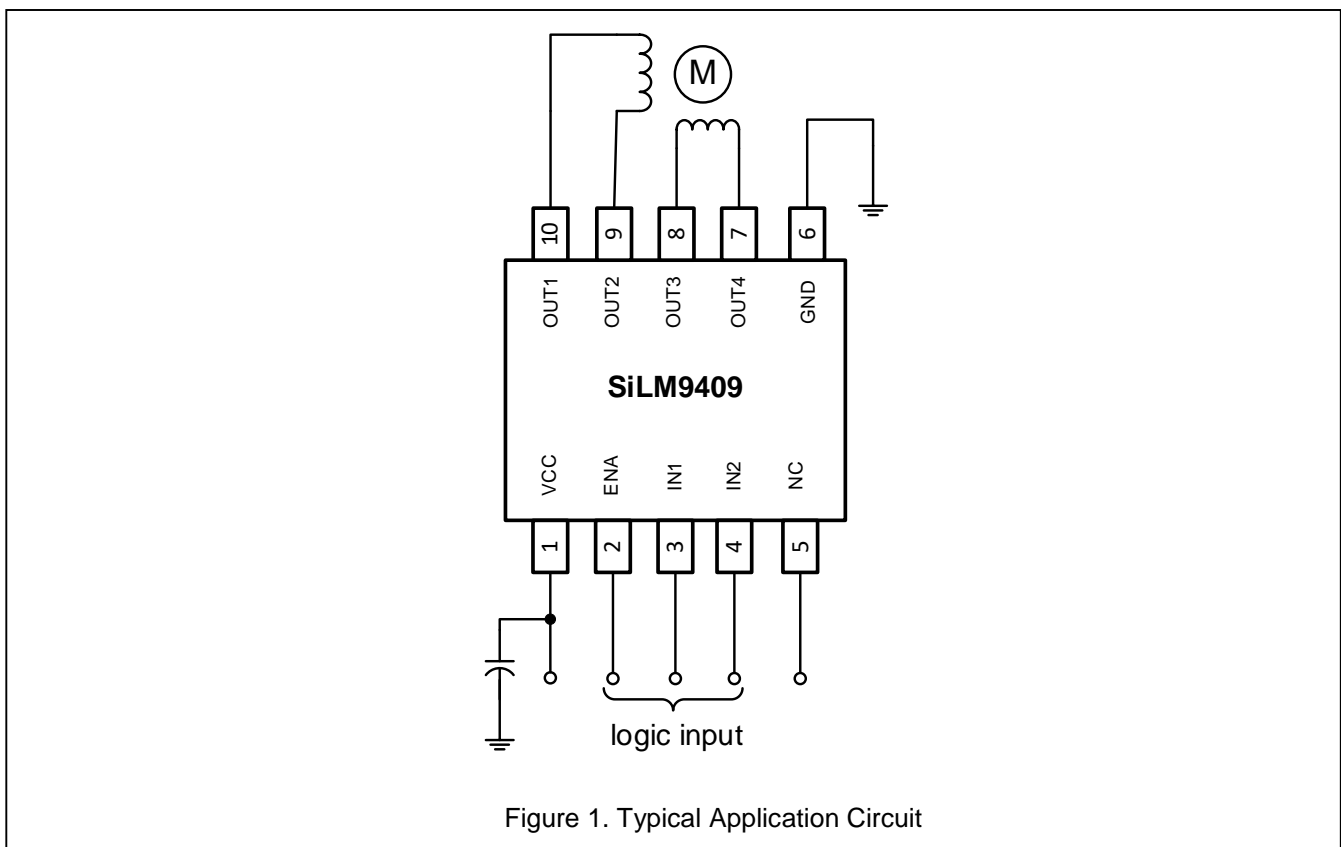 M
10 9 8 7 6
OUT1 OUT2 OUT3 OUT4 GND
SiLM9409
VCC ENA IN1 IN2 NC
1 2 3 4 5
logic input
Figure 1. Typical Application Circuit